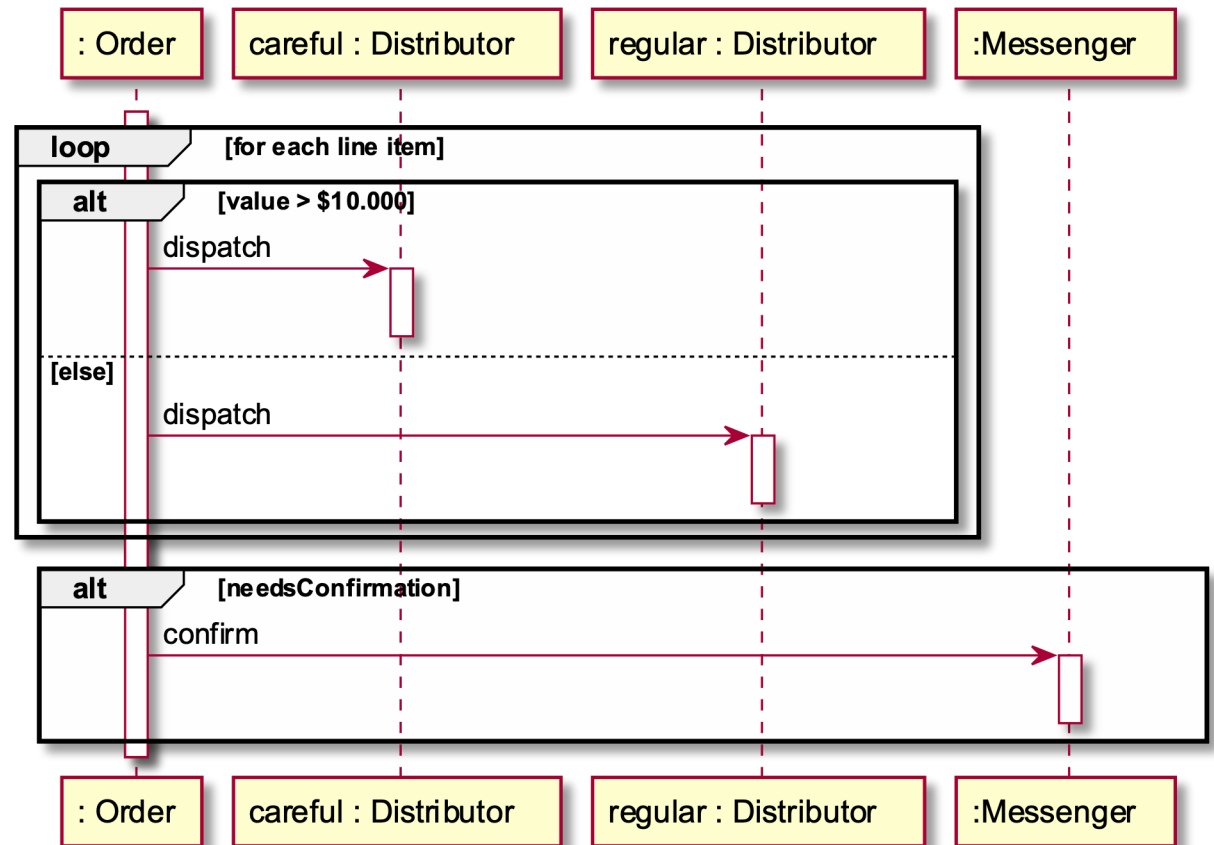 : Order
careful : Distributor
regular : Distributor
:Messenger
loop
[for each line item]
alt
[value > $10.000]
dispatch
[else]
dispatch
alt
[needsConfirmation]
confirm
: Order
careful : Distributor
regular : Distributor
:Messenger